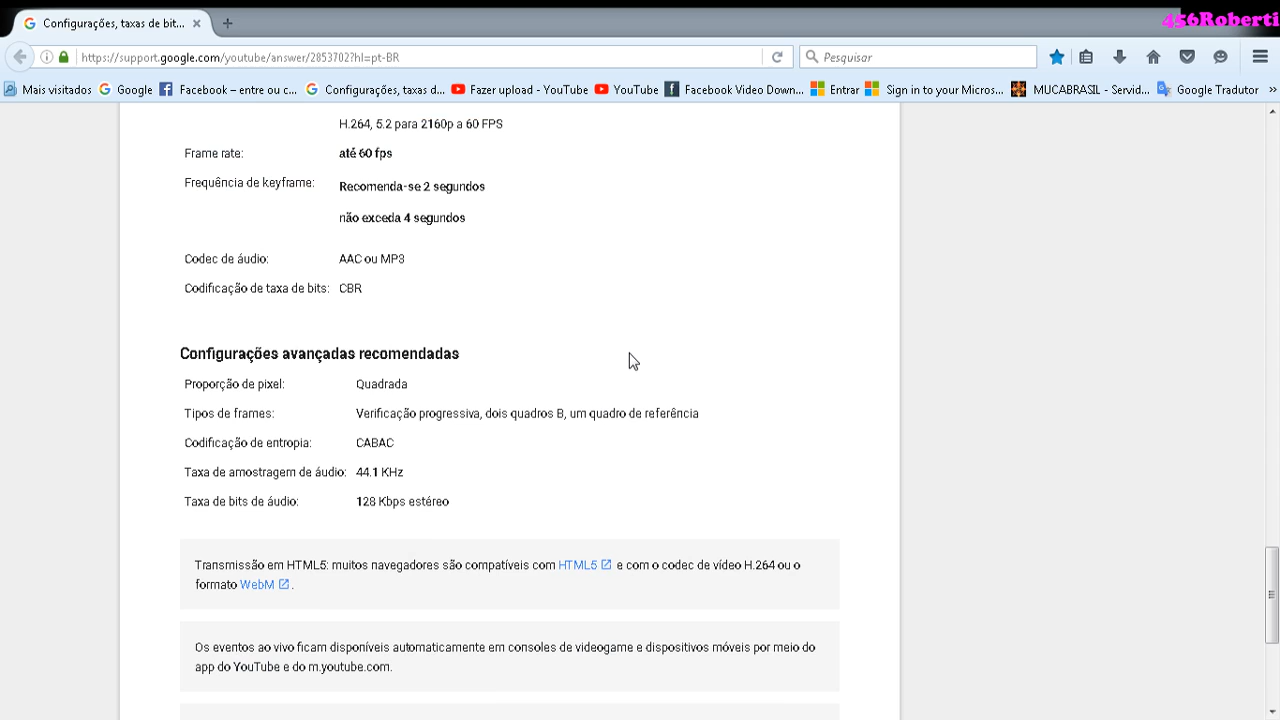 Configurações, taxas de bit...
456Roberti
https://support.google.com/youtube/answer/2853702?hl=pt-BR
Pesquisar
Mais visitados Google Facebook – entre ou c... Configurações, taxas d... Fazer upload - YouTube YouTube Facebook Video Down... Entrar Sign in to your Micros... MUCABRASIL - Servid... Google Tradutor »
H.264, 5.2 para 2160p a 60 FPS
Frame rate: até 60 fps
Frequência de keyframe: Recomenda-se 2 segundos
não exceda 4 segundos
Codec de áudio: AAC ou MP3
Codificação de taxa de bits: CBR
Configurações avançadas recomendadas
Proporção de pixel: Quadrada
Tipos de frames: Verificação progressiva, dois quadros B, um quadro de referência
Codificação de entropia: CABAC
Taxa de amostragem de áudio: 44.1 KHz
Taxa de bits de áudio: 128 Kbps estéreo
Transmissão em HTML5: muitos navegadores são compatíveis com HTML5 e com o codec de vídeo H.264 ou o
formato WebM .
Os eventos ao vivo ficam disponíveis automaticamente em consoles de videogame e dispositivos móveis por meio do
app do YouTube e do m.youtube.com.